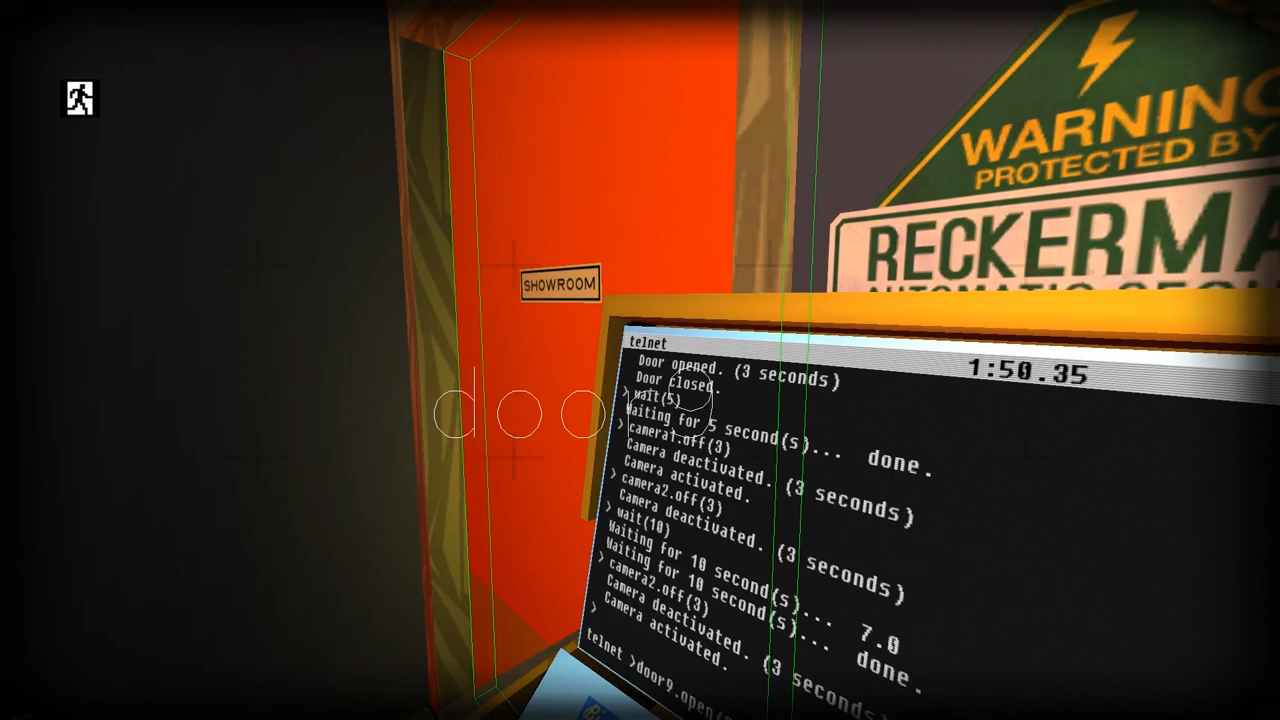 WARNING
PROTECTED BY
RECKERMA
SHOWROOM
door
telnet 1:50.35
Door opened. (3 seconds)
Door closed.
> wait(5)
Waiting for 5 second(s)... done.
> camera1.off(3)
Camera deactivated. (3 seconds)
Camera activated.
> camera2.off(3)
Camera deactivated. (3 seconds)
> wait(10)
Waiting for 10 second(s)... 7.0
Waiting for 10 second(s)... done.
> camera2.off(3)
Camera deactivated. (3 seconds)
Camera activated.
>
telnet >door9.open(